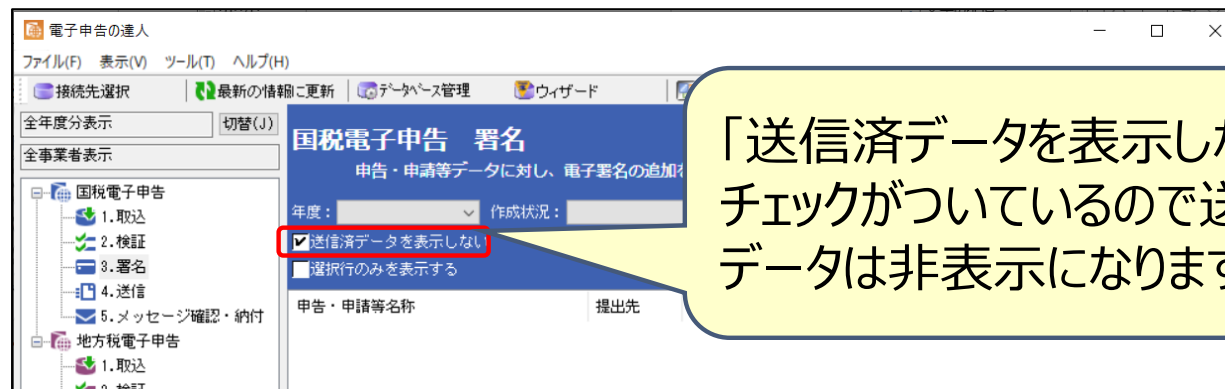 電子申告の達人
ファイル(F) 表示(V) ツール(T) ヘルプ(H)
接続先選択 最新の情報に更新 データベース管理 ウィザード
全年度分表示 切替(J)
全事業者表示
国税電子申告
1.取込
2.検証
3.署名
4.送信
5.メッセージ確認・納付
地方税電子申告
1.取込
国税電子申告 署名
申告・申請等データに対し、電子署名の追加
年度： 作成状況：
送信済データを表示しない
選択行のみを表示する
申告・申請等名称 提出先
「送信済データを表示しな
チェックがついているので送
データは非表示になります